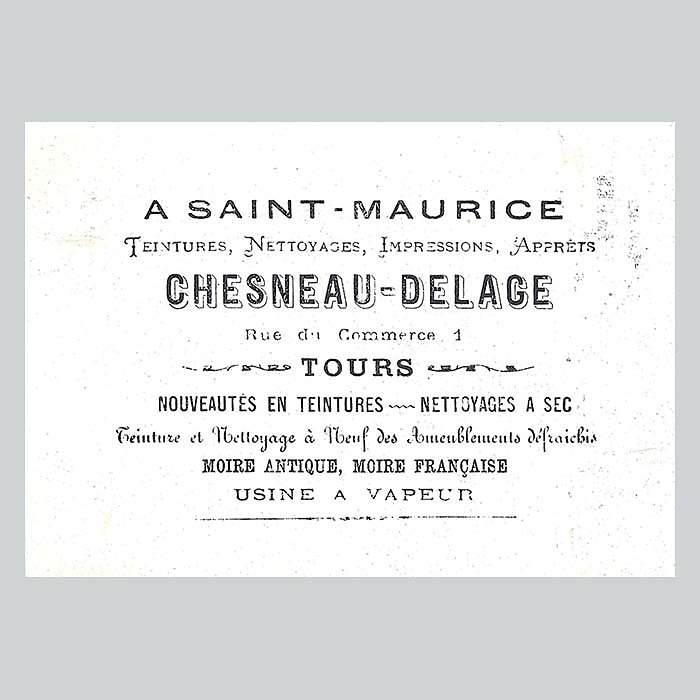 A SAINT-MAURICE
TEINTURES, NETTOYAGES, IMPRESSIONS, APPRÊTS
CHESNEAU-DELAGE
Rue du Commerce 1
TOURS
NOUVEAUTÉS EN TEINTURES NETTOYAGES A SEC
Teinture et Nettoyage à Neuf des Ameublements défraichis
MOIRE ANTIQUE, MOIRE FRANÇAISE
USINE A VAPEUR